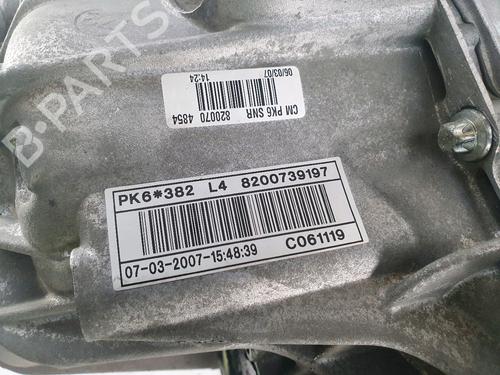 B-PARTS
06/03/07
14:24
CM PK6 SNR
820070 4854
PK6*382 L4 8200739197
07-03-2007-15:48:39 C061119